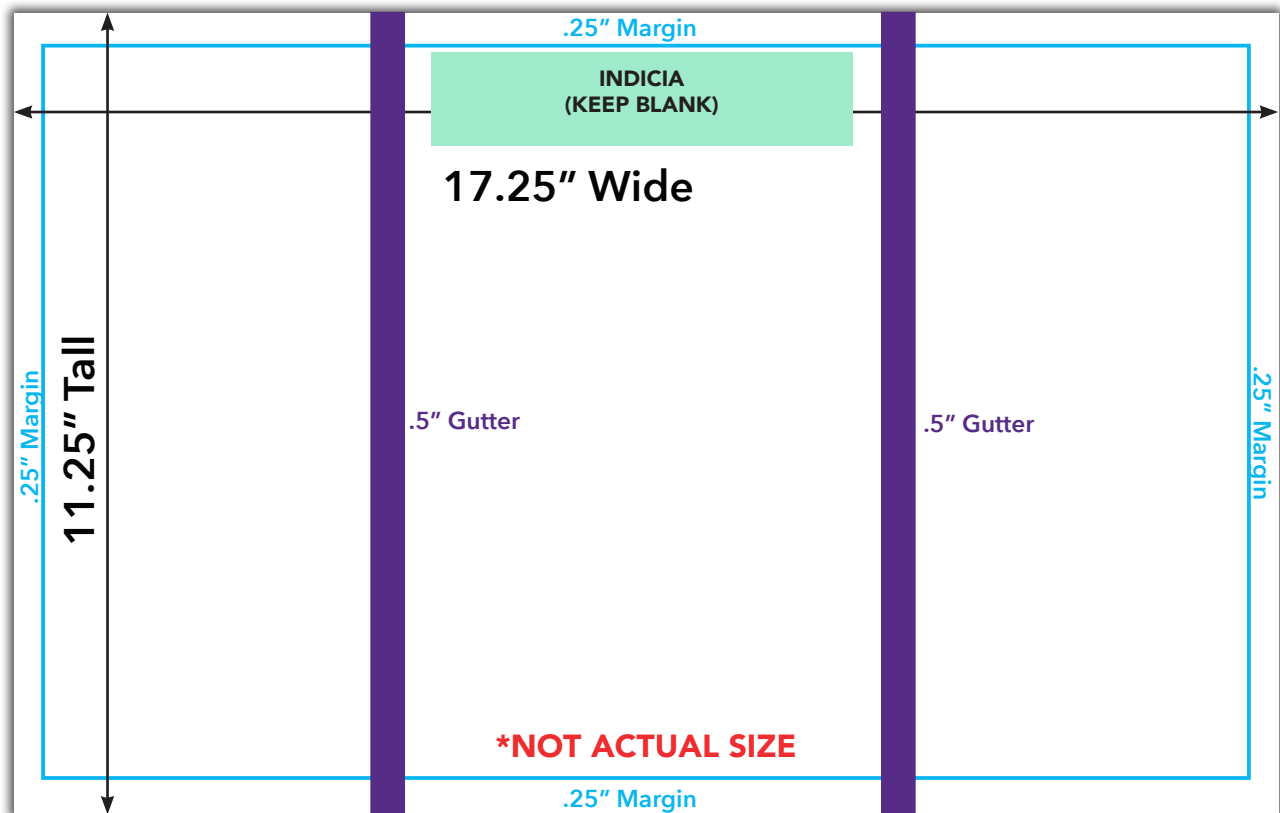 .25” Margin
INDICIA
(KEEP BLANK)
17.25” Wide
11.25” Tall
.25” Margin
.5” Gutter
.5” Gutter
.25” Margin
*NOT ACTUAL SIZE
.25” Margin